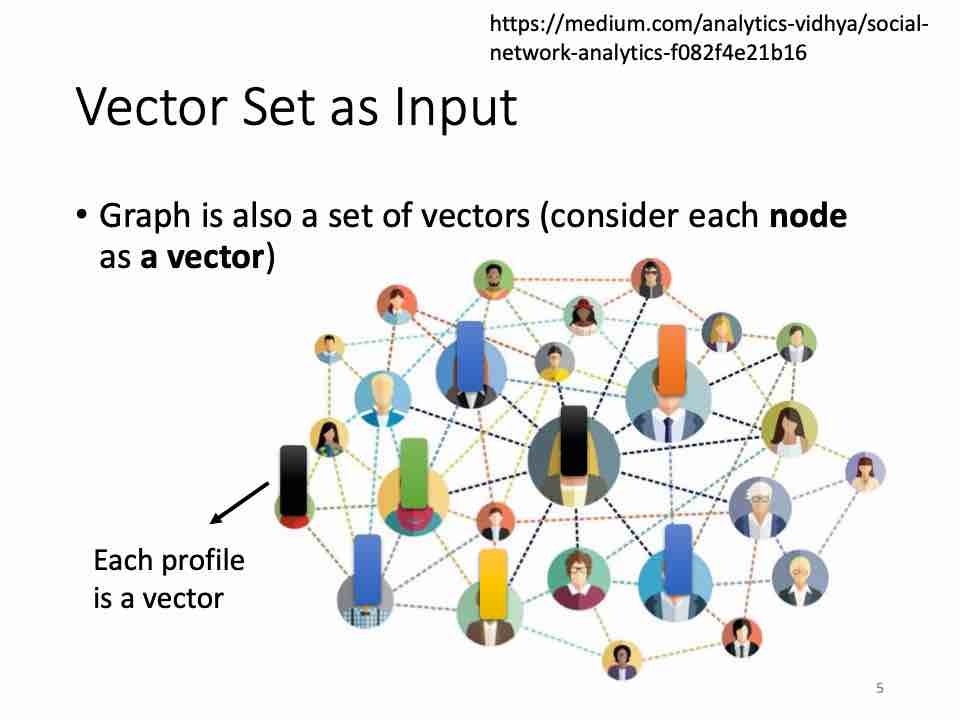 https://medium.com/analytics-vidhya/social-
network-analytics-f082f4e21b16
Vector Set as Input
• Graph is also a set of vectors (consider each node
as a vector)
Each profile
is a vector
5